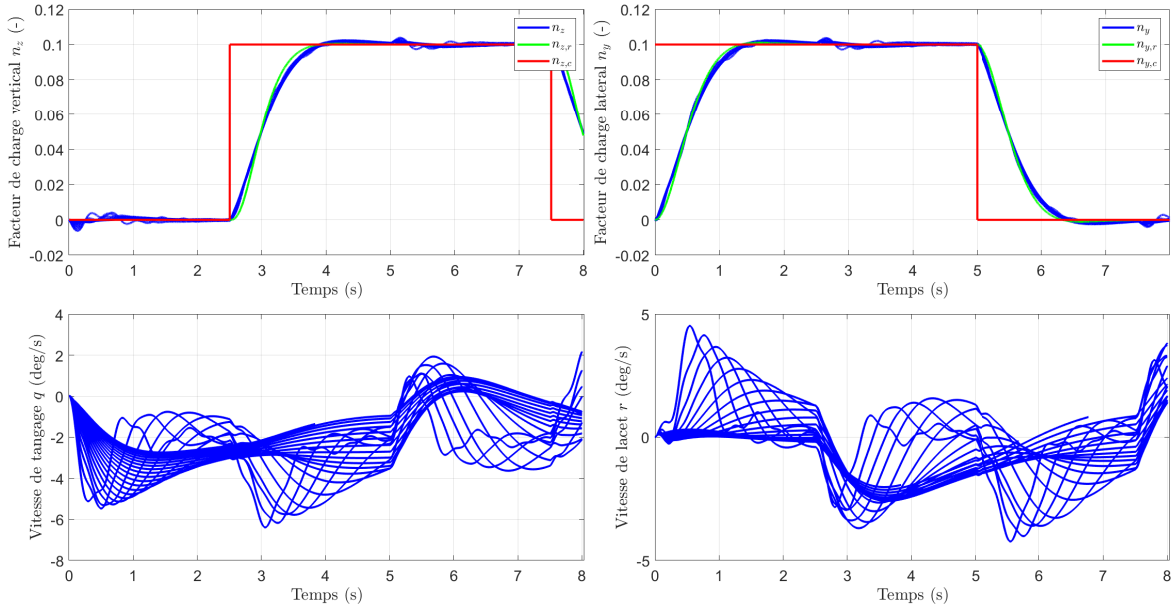 Facteur de charge vertical n_z (-)
0.12
0.1
0.08
0.06
0.04
0.02
0
-0.02
0 1 2 3 4 5 6 7 8
Temps (s)
n_z
n_{z,r}
n_{z,c}
Facteur de charge lateral n_y (-)
0.12
0.1
0.08
0.06
0.04
0.02
0
-0.02
0 1 2 3 4 5 6 7
Temps (s)
n_y
n_{y,r}
n_{y,c}
Vitesse de tangage q (deg/s)
4
2
0
-2
-4
-6
-8
0 1 2 3 4 5 6 7 8
Temps (s)
Vitesse de lacet r (deg/s)
5
0
-5
0 1 2 3 4 5 6 7 8
Temps (s)